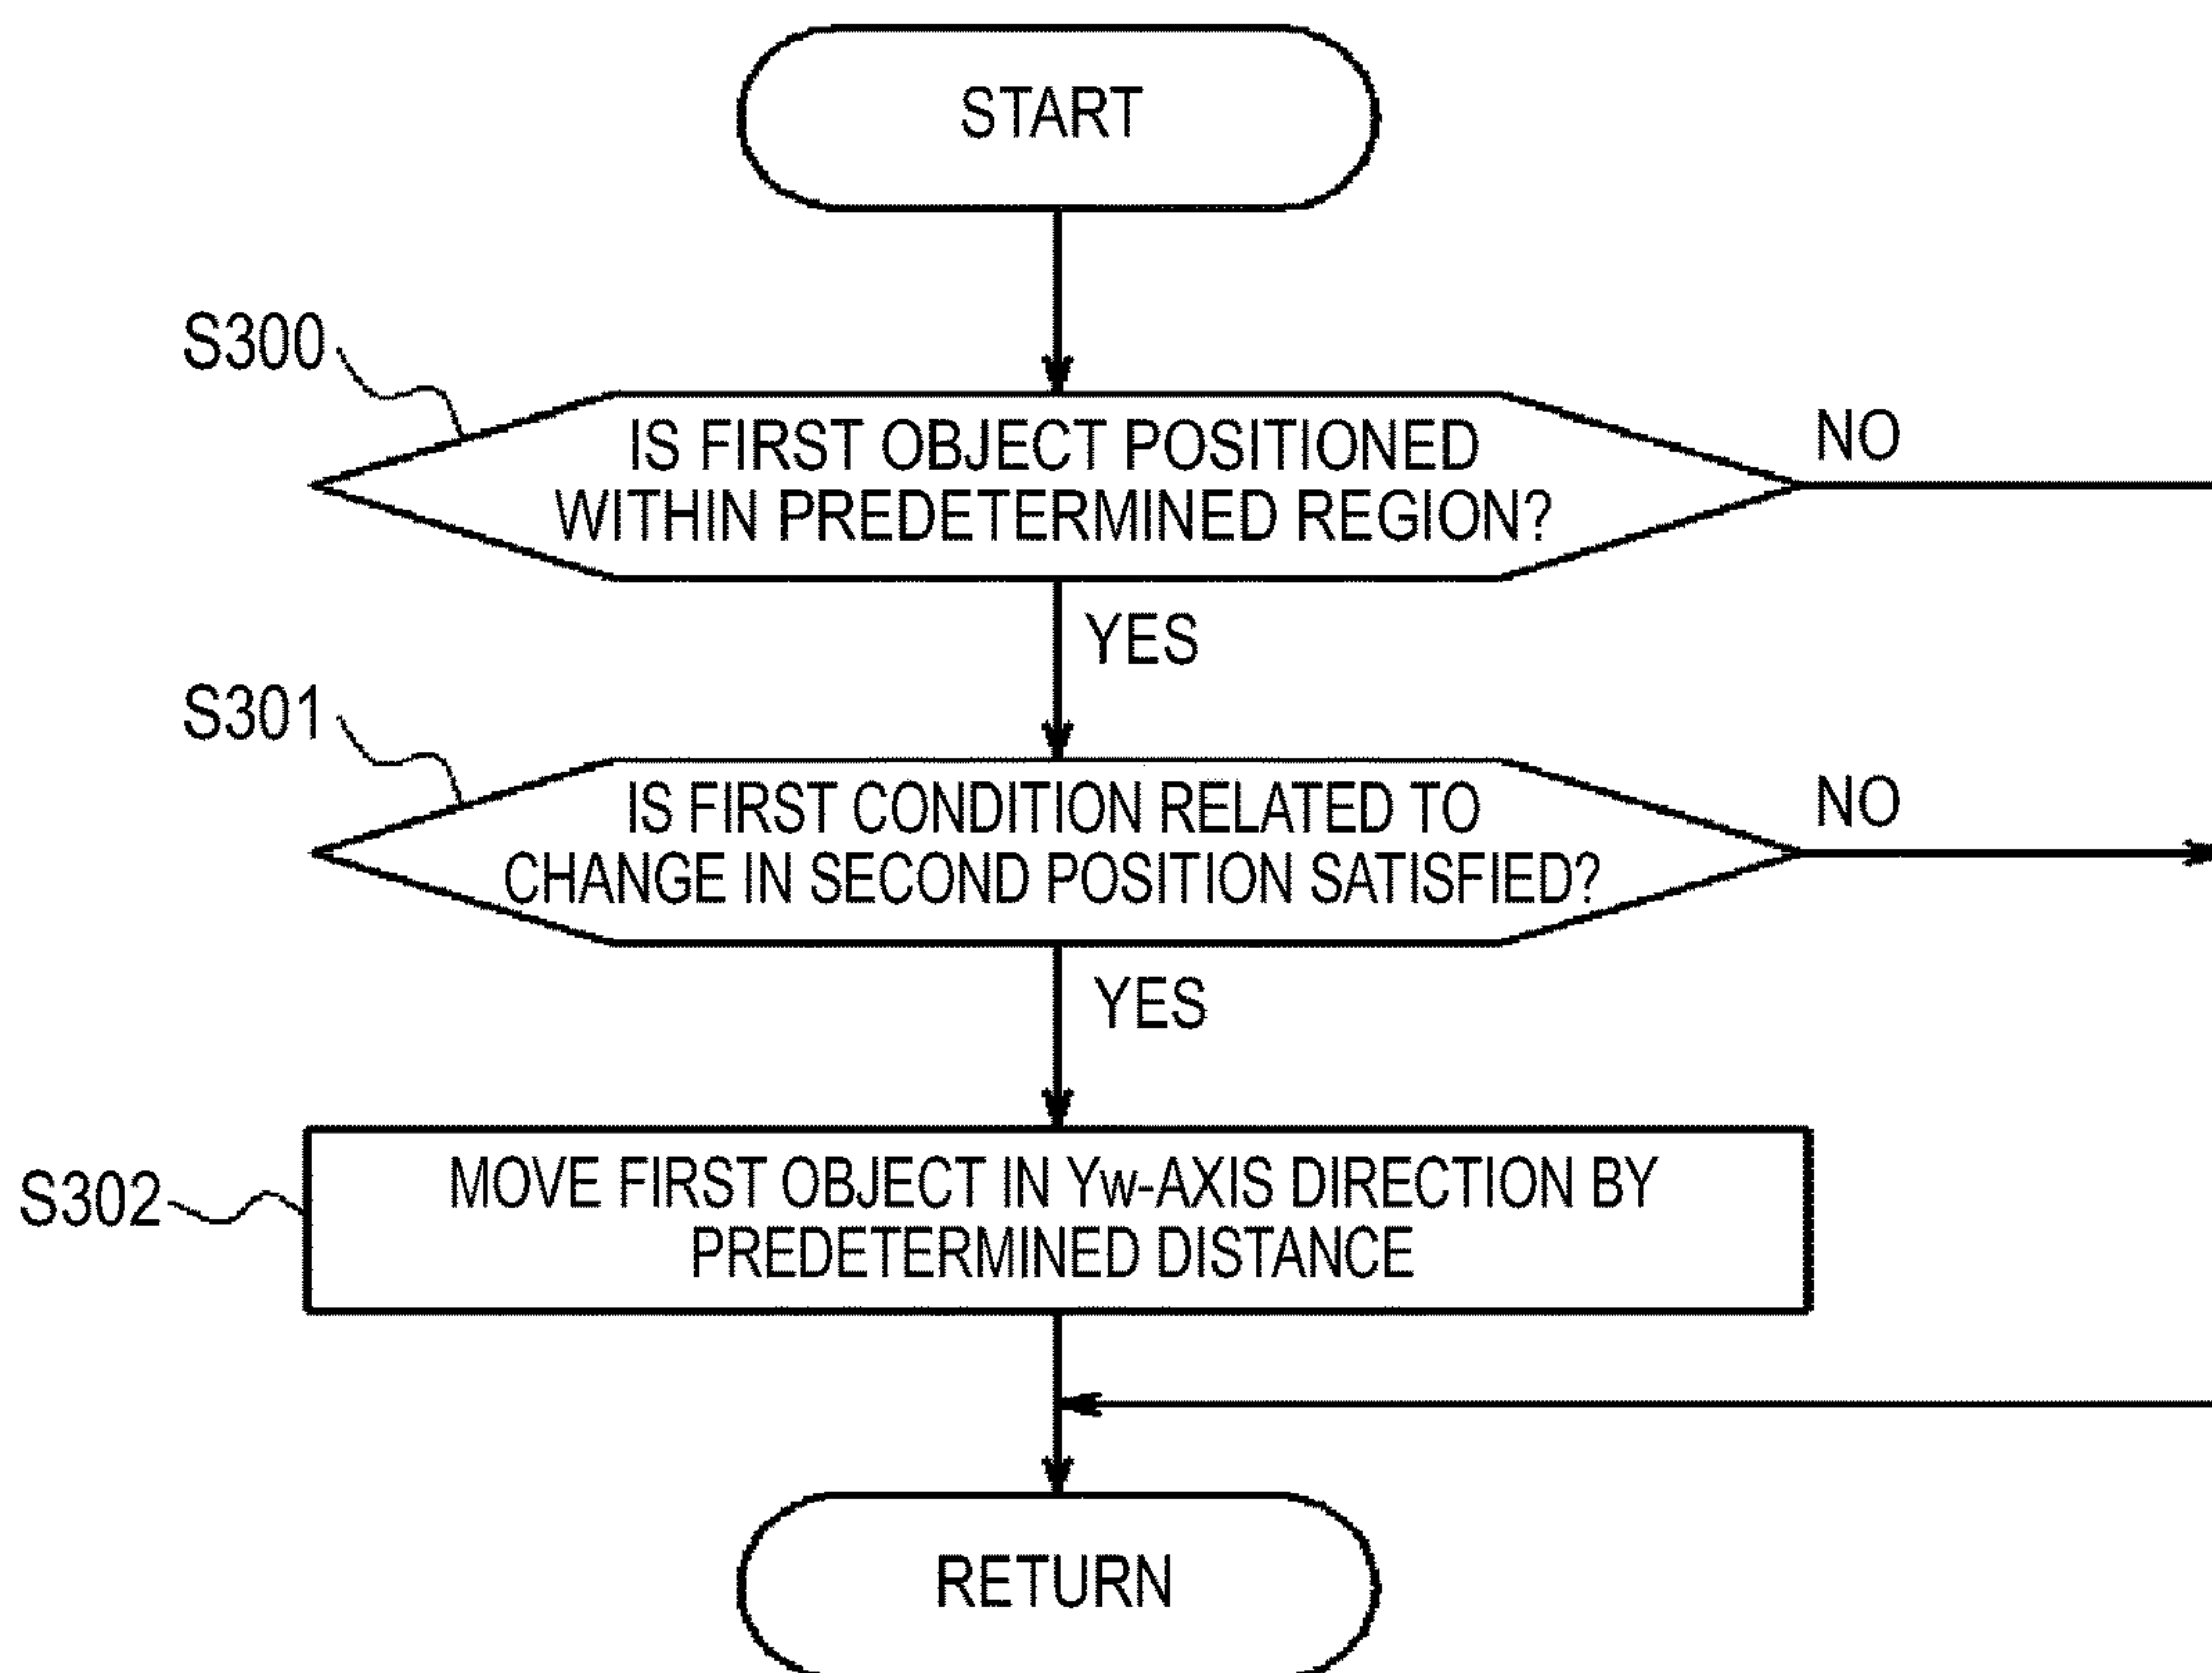 START
S300
IS FIRST OBJECT POSITIONED
WITHIN PREDETERMINED REGION?
NO
YES
S301
IS FIRST CONDITION RELATED TO
CHANGE IN SECOND POSITION SATISFIED?
NO
YES
S302
MOVE FIRST OBJECT IN Yw-AXIS DIRECTION BY
PREDETERMINED DISTANCE
RETURN